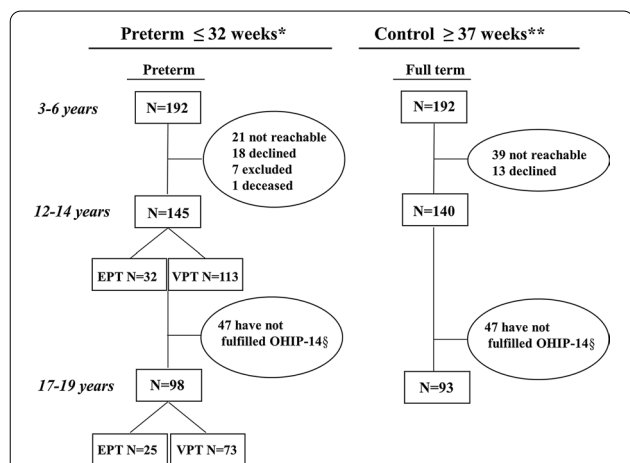 Preterm ≤ 32 weeks*
Control ≥ 37 weeks**
Preterm
Full term
3-6 years
N=192
N=192
21 not reachable
18 declined
7 excluded
1 deceased
39 not reachable
13 declined
12-14 years
N=145
N=140
EPT N=32
VPT N=113
47 have not
fulfilled OHIP-14§
47 have not
fulfilled OHIP-14§
17-19 years
N=98
N=93
EPT N=25
VPT N=73